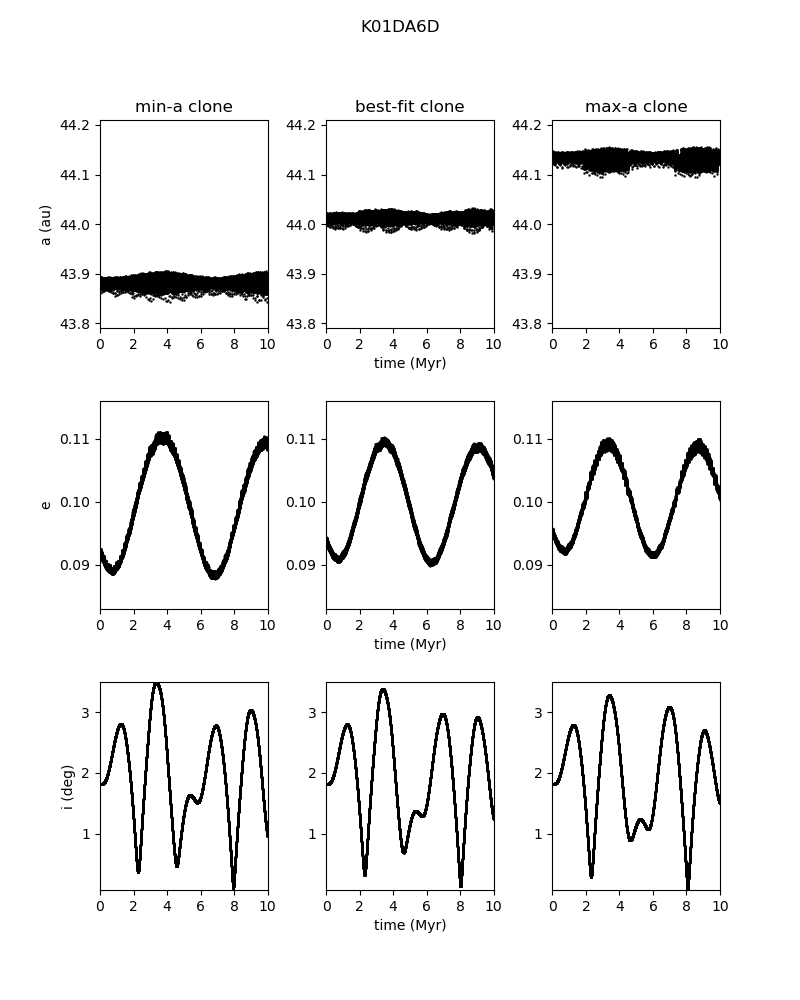 K01DA6D
min-a clone best-fit clone max-a clone
44.2 44.2 44.2
44.1 44.1 44.1
a (au)
44.0 44.0 44.0
43.9 43.9 43.9
43.8 43.8 43.8
0 2 4 6 8 10 0 2 4 6 8 10 0 2 4 6 8 10
time (Myr)
0.11 0.11 0.11
e
0.10 0.10 0.10
0.09 0.09 0.09
0 2 4 6 8 10 0 2 4 6 8 10 0 2 4 6 8 10
time (Myr)
3 3 3
i (deg)
2 2 2
1 1 1
0 2 4 6 8 10 0 2 4 6 8 10 0 2 4 6 8 10
time (Myr)